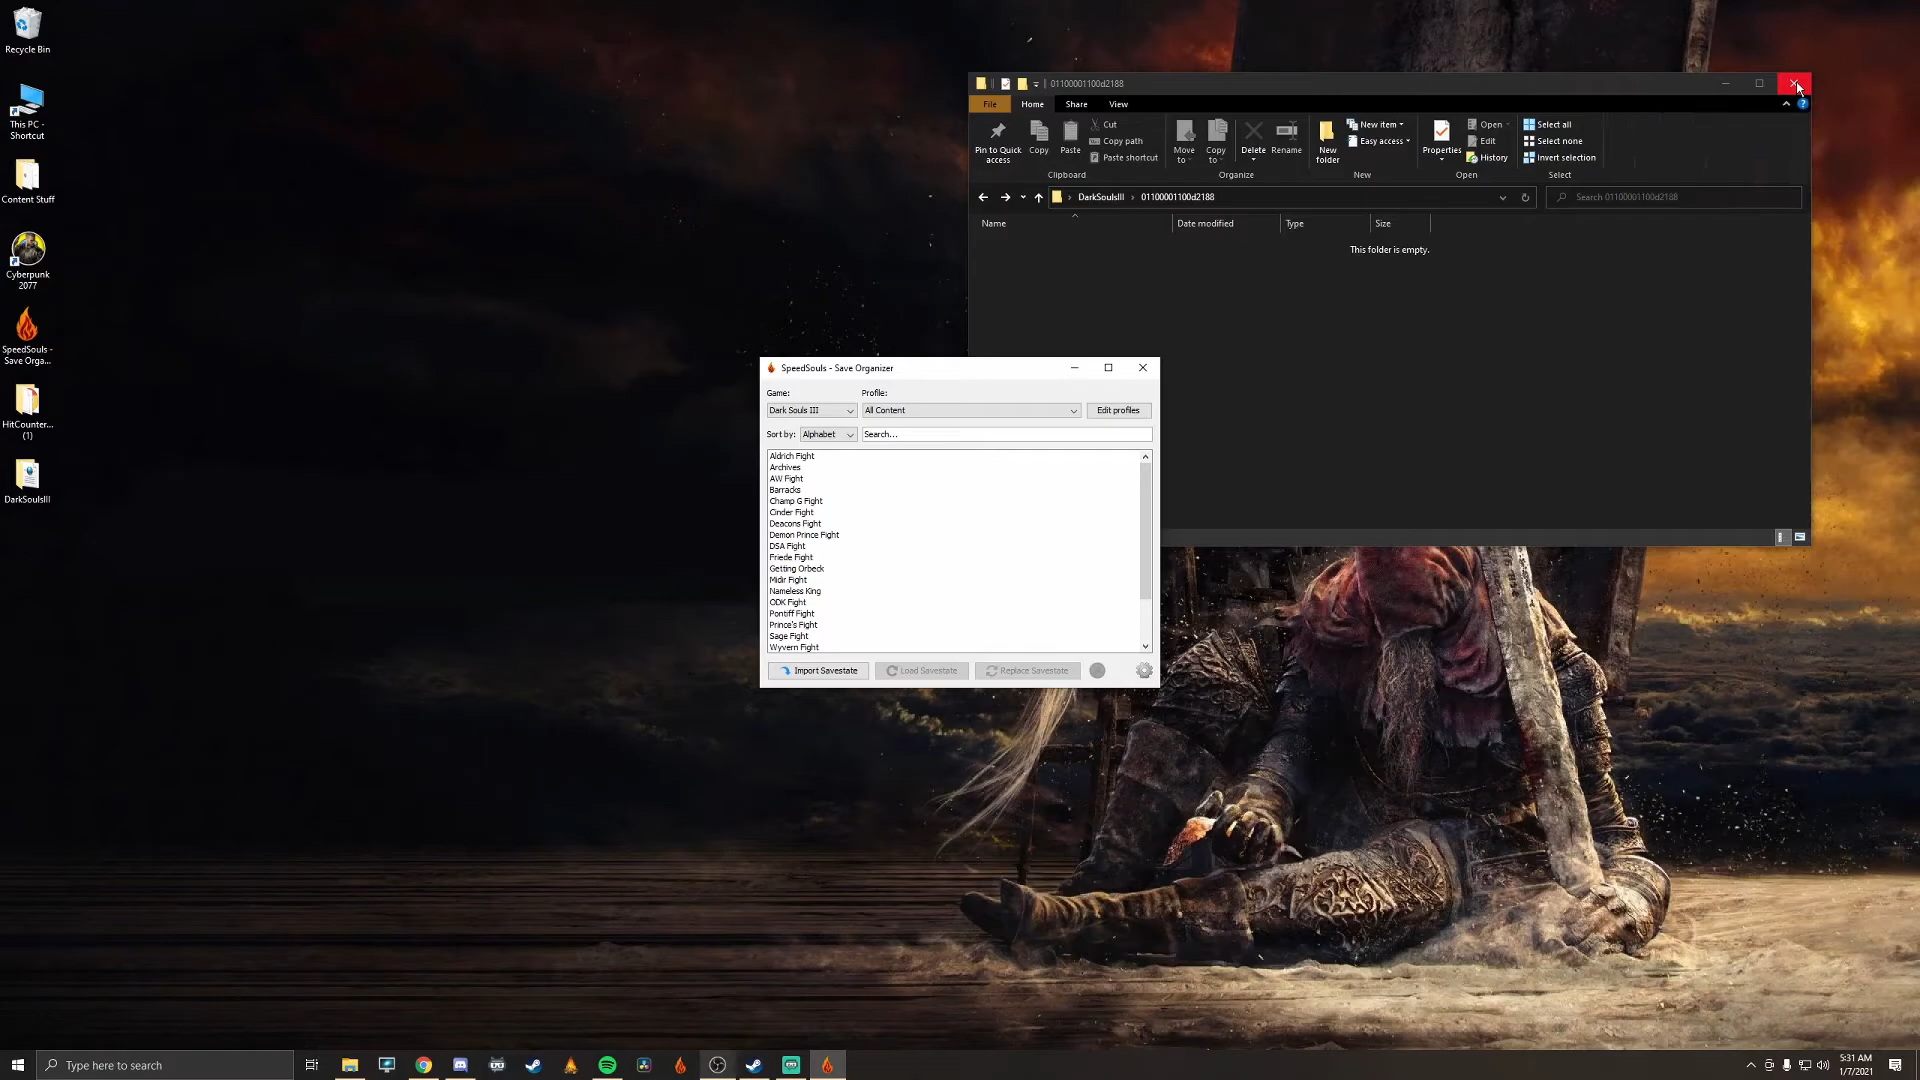 Recycle Bin
This PC -
Shortcut
Content Stuff
Cyberpunk
2077
SpeedSouls -
Save Orga...
HitCounter...
(1)
DarkSoulsIII
01100001100d2188
File Home Share View
Pin to Quick
access
Copy
Paste
Cut
Copy path
Paste shortcut
Clipboard
Move
to
Copy
to
Delete
Rename
Organize
New
folder
New item
Easy access
New
Properties
Open
Edit
History
Open
Select all
Select none
Invert selection
Select
DarkSoulsIII 01100001100d2188
Search 01100001100d2188
Name Date modified Type Size
This folder is empty.
SpeedSouls - Save Organizer
Game: Profile:
Dark Souls III All Content Edit profiles
Sort by: Alphabet Search...
Aldrich Fight
Archives
AW Fight
Barracks
Champ G Fight
Cinder Fight
Deacons Fight
Demon Prince Fight
DSA Fight
Friede Fight
Getting Orbeck
Midir Fight
Nameless King
ODK Fight
Pontiff Fight
Prince's Fight
Sage Fight
Wyvern Fight
Import Savestate Load Savestate Replace Savestate
Type here to search
5:31 AM
1/7/2021